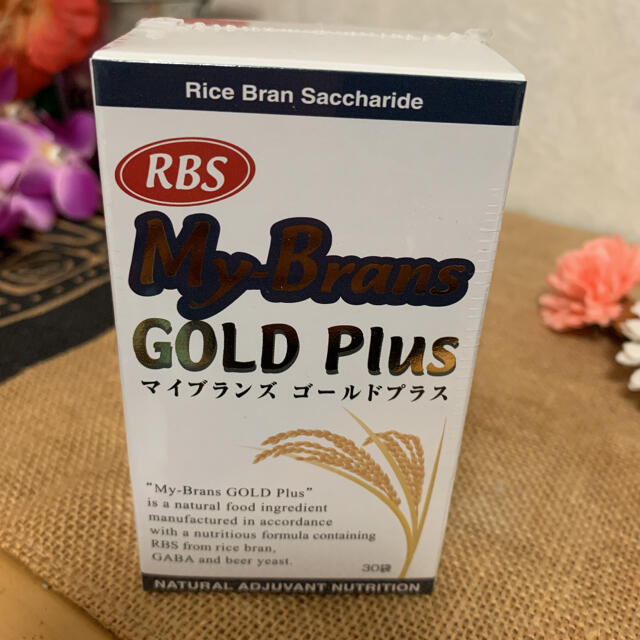 Rice Bran Saccharide
RBS
My-Brans
GOLD Plus
マイブランズ ゴールドプラス
"My-Brans GOLD Plus"
is a natural food ingredient
manufactured in accordance
with a nutritious formula containing
RBS from rice bran,
GABA and beer yeast.
30袋
NATURAL ADJUVANT NUTRITION